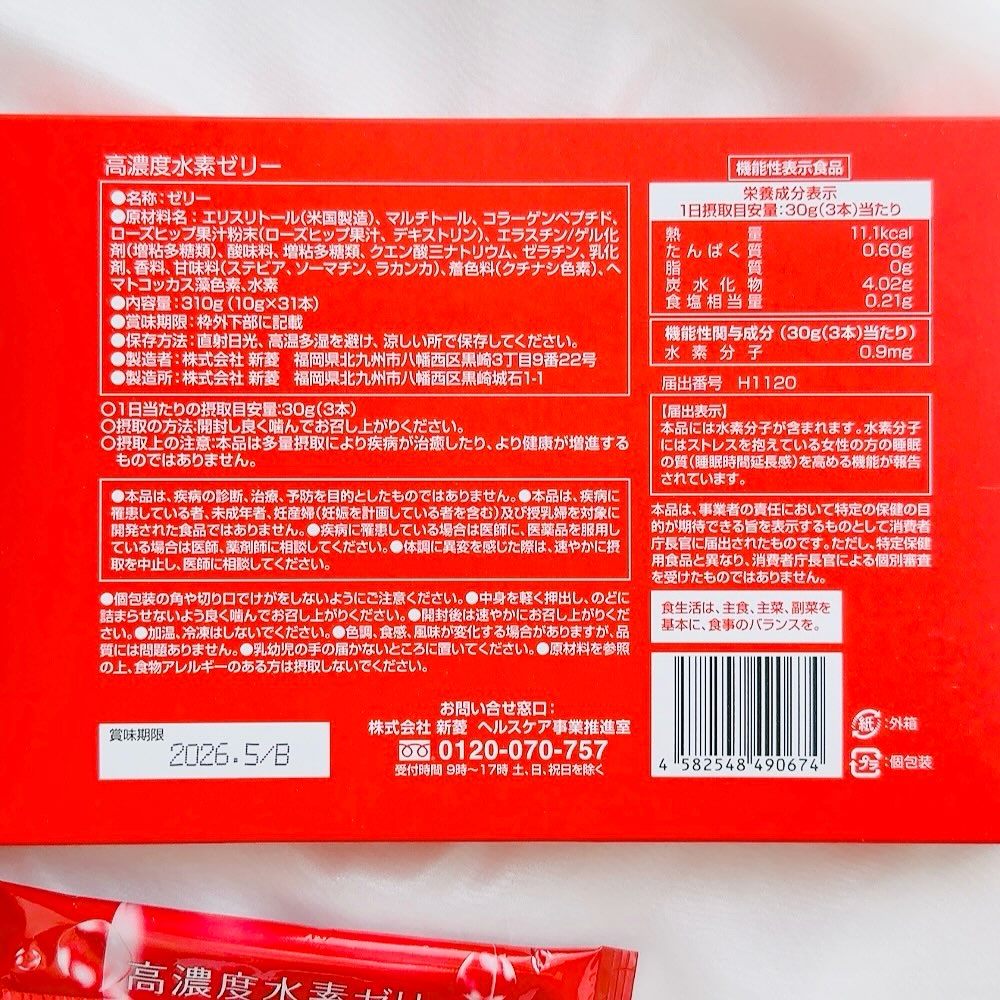 高濃度水素ゼリー
●名称：ゼリー
●原材料名：エリスリトール(米国製造)、マルチトール、コラーゲンペプチド、
ローズヒップ果汁粉末(ローズヒップ果汁、デキストリン)、エラスチン/ゲル化
剤(増粘多糖類)、酸味料、増粘多糖類、クエン酸三ナトリウム、ゼラチン、乳化
剤、香料、甘味料(ステビア、ソーマチン、ラカンカ)、着色料(クチナシ色素)、ヘ
マトコッカス藻色素、水素
●内容量：310g (10g×31本)
●賞味期限：枠外下部に記載
●保存方法：直射日光、高温多湿を避け、涼しい所で保存してください。
●製造者：株式会社 新菱　福岡県北九州市八幡西区黒崎3丁目9番22号
●製造所：株式会社 新菱　福岡県北九州市八幡西区黒崎城石1-1
○1日当たりの摂取目安量:30g(3本)
○摂取の方法:開封し良く噛んでお召し上がりください。
○摂取上の注意:本品は多量摂取により疾病が治癒したり、より健康が増進する
ものではありません。
●本品は、疾病の診断、治療、予防を目的としたものではありません。●本品は、疾病に
罹患している者、未成年者、妊産婦(妊娠を計画している者を含む)及び授乳婦を対象に
開発された食品ではありません。●疾病に罹患している場合は医師に、医薬品を服用し
ている場合は医師、薬剤師に相談してください。●体調に異変を感じた際は、速やかに摂
取を中止し、医師に相談してください。
●個包装の角や切り口でけがをしないようにご注意ください。●中身を軽く押出し、のどに
詰まらせないよう良く噛んでお召し上がりください。●開封後は速やかにお召し上がりくだ
さい。●加温、冷凍はしないでください。●色調、食感、風味が変化する場合がありますが、品
質には問題ありません。●乳幼児の手の届かないところに置いてください。●原材料を参照
の上、食物アレルギーのある方は摂取しないでください。
賞味期限
2026.5/B
お問い合せ窓口：
株式会社 新菱　ヘルスケア事業推進室
0120-070-757
受付時間 9時～17時 土、日、祝日を除く
機能性表示食品
栄養成分表示
1日摂取目安量：30g(3本)当たり
熱量 11.1kcal
たんぱく質 0.60g
脂質 0g
炭水化物 4.02g
食塩相当量 0.21g
機能性関与成分 (30g(3本)当たり)
水素分子 0.9mg
届出番号　H1120
【届出表示】
本品には水素分子が含まれます。水素分子
にはストレスを抱えている女性の方の睡眠
の質(睡眠時間延長感)を高める機能が報告
されています。
本品は、事業者の責任において特定の保健の目
的が期待できる旨を表示するものとして消費者
庁長官に届出されたものです。ただし、特定保健
用食品と異なり、消費者庁長官による個別審査
を受けたものではありません。
食生活は、主食、主菜、副菜を
基本に、食事のバランスを。
4 582548 490674
紙：外箱
プラ：個包装
高濃度水素ゼリー